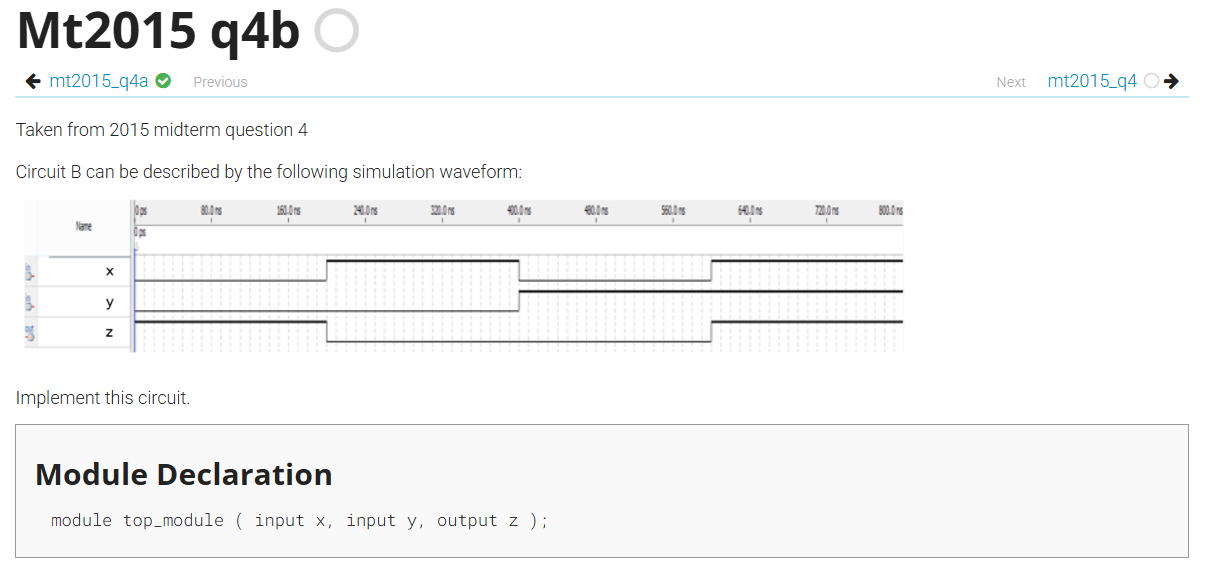 Mt2015 q4b
mt2015_q4a Previous Next mt2015_q4
Taken from 2015 midterm question 4
Circuit B can be described by the following simulation waveform:
Name 0 ps 80.0 ns 160.0 ns 240.0 ns 320.0 ns 400.0 ns 480.0 ns 560.0 ns 640.0 ns 720.0 ns 800.0 ns
0 ps
x
y
z
Implement this circuit.
Module Declaration
module top_module ( input x, input y, output z );